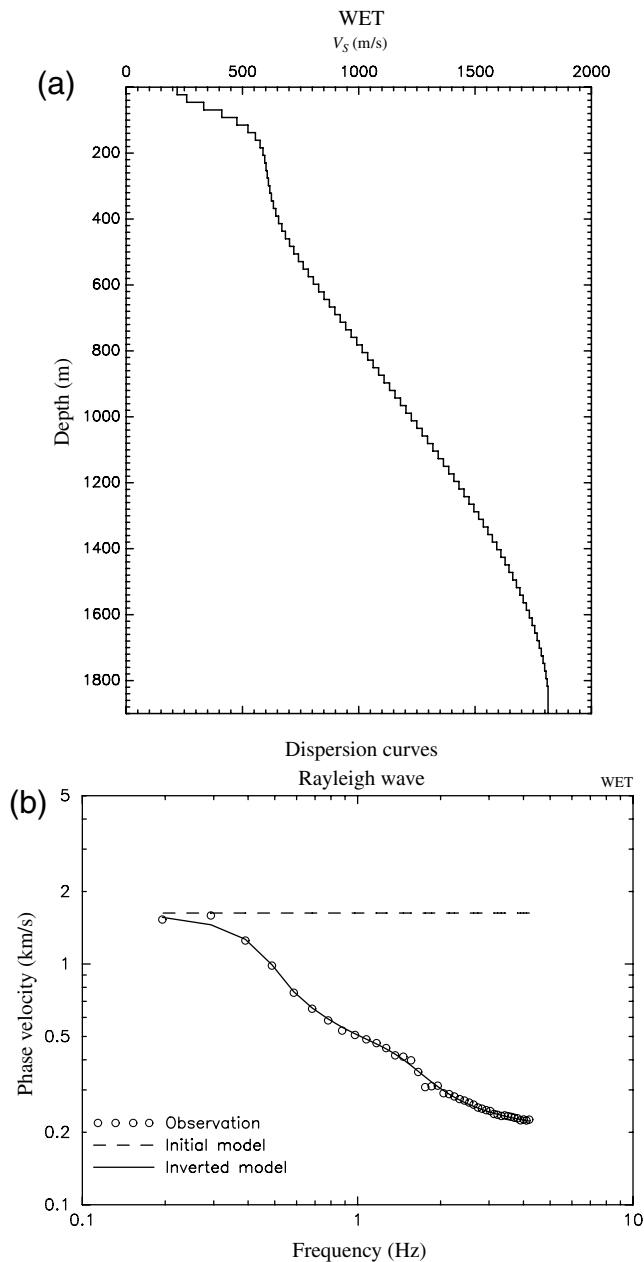 WET
V_S (m/s)
0 500 1000 1500 2000
(a)
200
400
600
800
1000
1200
1400
1600
1800
Depth (m)
Dispersion curves
Rayleigh wave
WET
(b)
5
2
1
0.5
0.2
0.1
Phase velocity (km/s)
Observation
Initial model
Inverted model
0.1 1 10
Frequency (Hz)